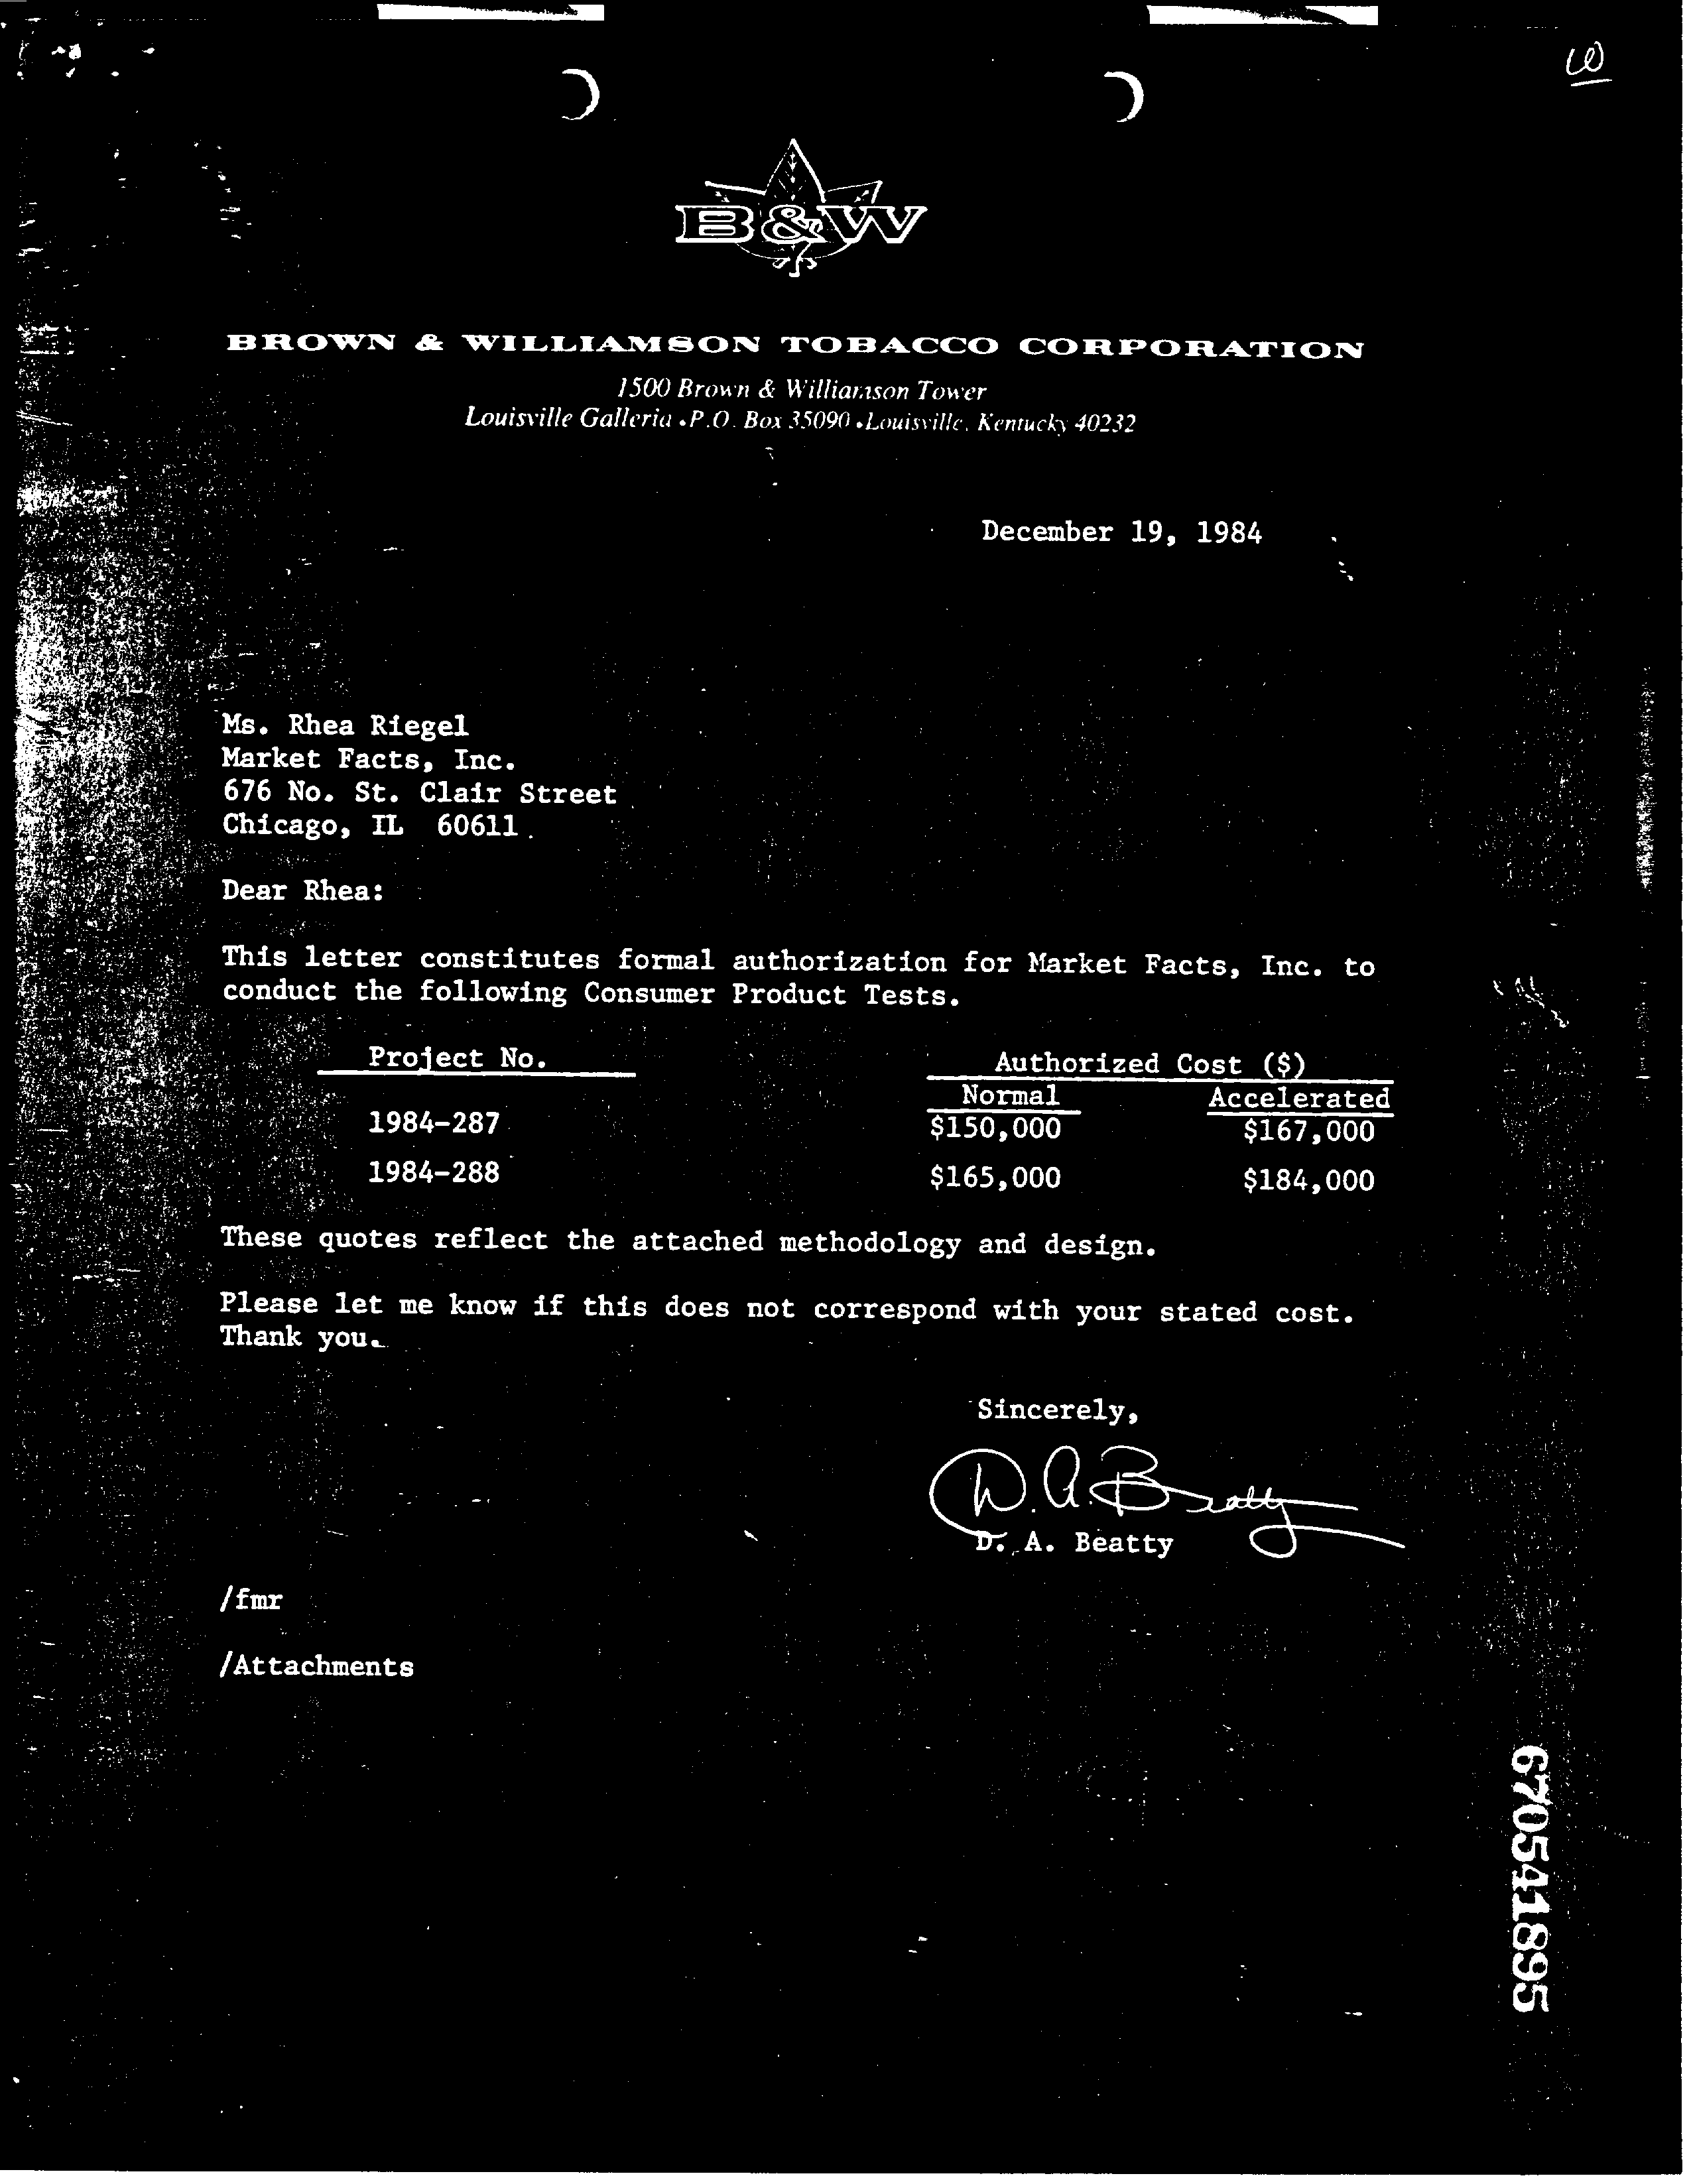 B&W
BROWN & WILLIAMSON TOBACCO CORPORATION
1500 Brown & Williamson Tower
Louisville Galleria • P.O. Box 35090 • Louisville, Kentucky 40232
December 19, 1984
Ms. Rhea Riegel
Market Facts, Inc.
676 No. St. Clair Street
Chicago, IL 60611
Dear Rhea:
This letter constitutes formal authorization for Market Facts, Inc. to
conduct the following Consumer Product Tests.
Project No. Authorized Cost ($)
Normal Accelerated
1984-287 $150,000 $167,000
1984-288 $165,000 $184,000
These quotes reflect the attached methodology and design.
Please let me know if this does not correspond with your stated cost.
Thank you.
Sincerely,
D. A. Beatty
D. A. Beatty
/fmr
/Attachments
670541895